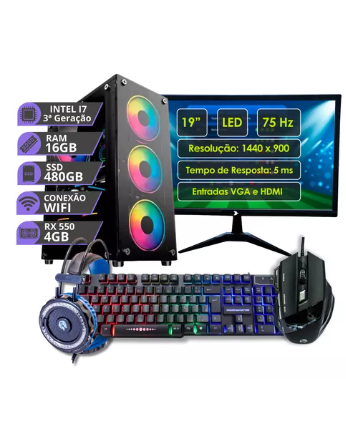 INTEL I7
3ª Geração
RAM
16GB
SSD
480GB
CONEXÃO
WIFI
RX 550
4GB
19” LED 75 Hz
Resolução: 1440 x 900
Tempo de Resposta: 5 ms
Entradas VGA e HDMI